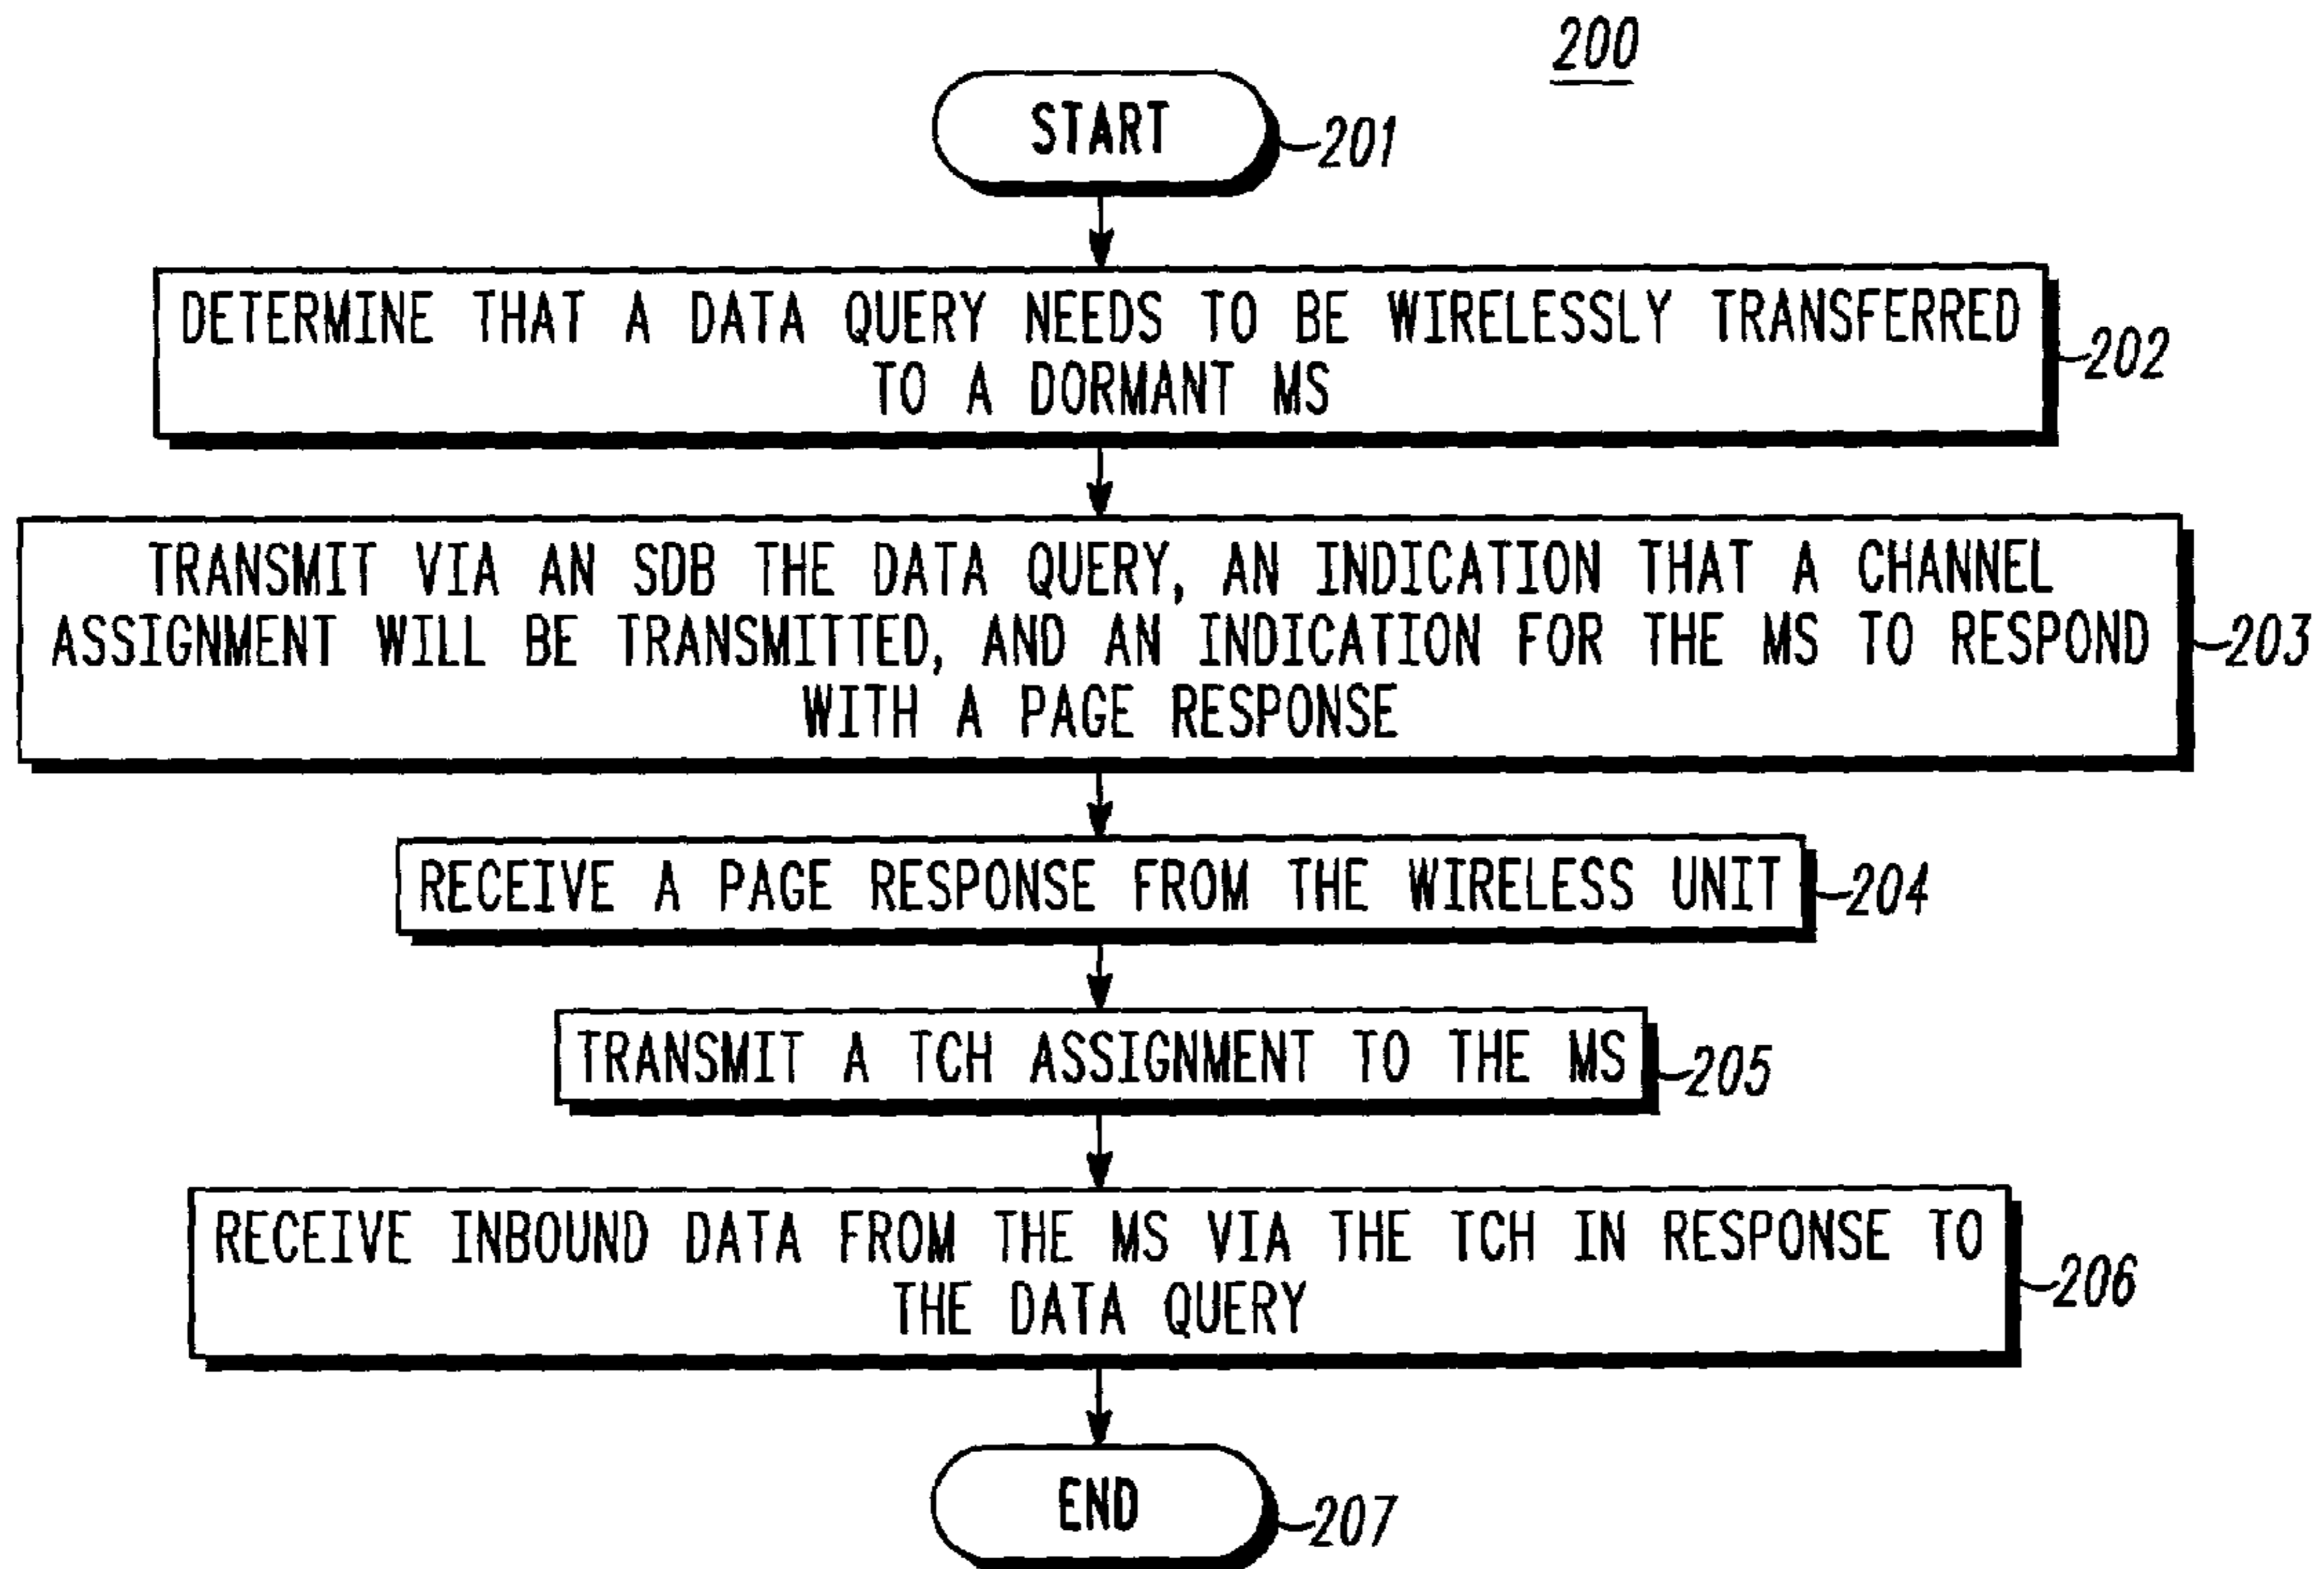 200
START
201
DETERMINE THAT A DATA QUERY NEEDS TO BE WIRELESSLY TRANSFERRED
TO A DORMANT MS
202
TRANSMIT VIA AN SDB THE DATA QUERY, AN INDICATION THAT A CHANNEL
ASSIGNMENT WILL BE TRANSMITTED, AND AN INDICATION FOR THE MS TO RESPOND
WITH A PAGE RESPONSE
203
RECEIVE A PAGE RESPONSE FROM THE WIRELESS UNIT
204
TRANSMIT A TCH ASSIGNMENT TO THE MS
205
RECEIVE INBOUND DATA FROM THE MS VIA THE TCH IN RESPONSE TO
THE DATA QUERY
206
END
207